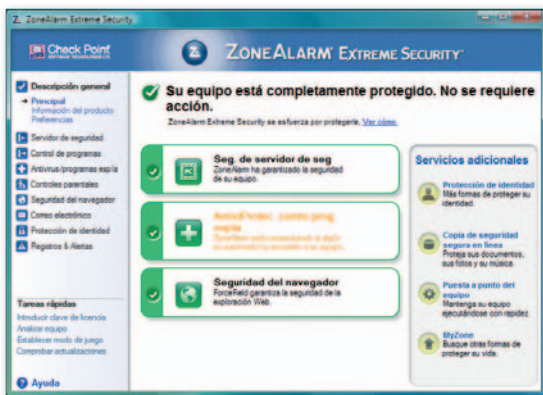 ZoneAlarm Extreme Security
Check Point
SOFTWARE TECHNOLOGIES LTD.
ZONEALARM EXTREME SECURITY
Descripción general
Principal
Información del producto
Preferencias
Servidor de seguridad
Control de programas
Antivirus/programas espía
Controles parentales
Seguridad del navegador
Correo electrónico
Protección de identidad
Registros & Alertas
Tareas rápidas
Introducir clave de licencia
Analizar equipo
Establecer modo de juego
Comprobar actualizaciones
Ayuda
Su equipo está completamente protegido. No se requiere
acción.
ZoneAlarm Extreme Security se esfuerza por protegerle. Ver cómo.
Seg. de servidor de seg
ZoneAlarm ha garantizado la seguridad
de su equipo.
Seguridad del navegador
ForceField garantiza la seguridad de la
exploración Web.
Servicios adicionales
Protección de identidad
Más formas de proteger su
identidad.
Copia de seguridad
segura en línea
Proteja sus documentos,
sus fotos y su música.
Puesta a punto del
equipo
Mantenga su equipo
ejecutándose con rapidez.
MyZone
Busque otras formas de
proteger su vida.